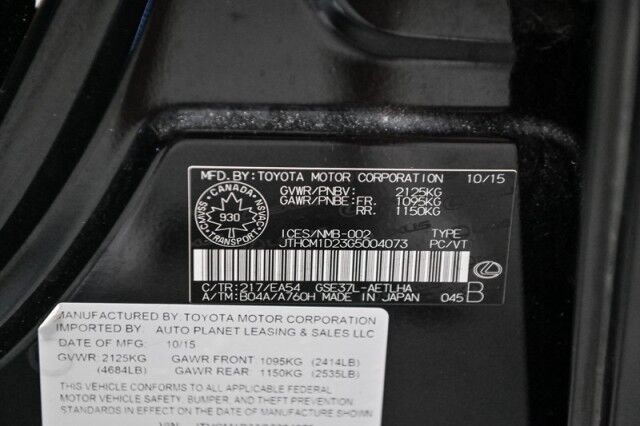 MFD. BY: TOYOTA MOTOR CORPORATION 10/15
GVWR/PNBV: 2125KG
GAWR/PNBE: FR. 1095KG
RR. 1150KG
CANADA
CMVSS NSVAC
930
TRANSPORT
ICES/NMB-002 TYPE
JTHCM1D23G5004073 PC/VT
C/TR: 217/EA54 GSE37L-AETLHA
A/TM: B04A/A760H MADE IN JAPAN 045 B
MANUFACTURED BY: TOYOTA MOTOR CORPORATION
IMPORTED BY: AUTO PLANET LEASING & SALES LLC
DATE OF MFG: 10/15
GVWR 2125KG GAWR FRONT 1095KG (2414LB)
(4684LB) GAWR REAR 1150KG (2535LB)
THIS VEHICLE CONFORMS TO ALL APPLICABLE FEDERAL
MOTOR VEHICLE SAFETY, BUMPER, AND THEFT PREVENTION
STANDARDS IN EFFECT ON THE DATE OF MANUFACTURE SHOWN